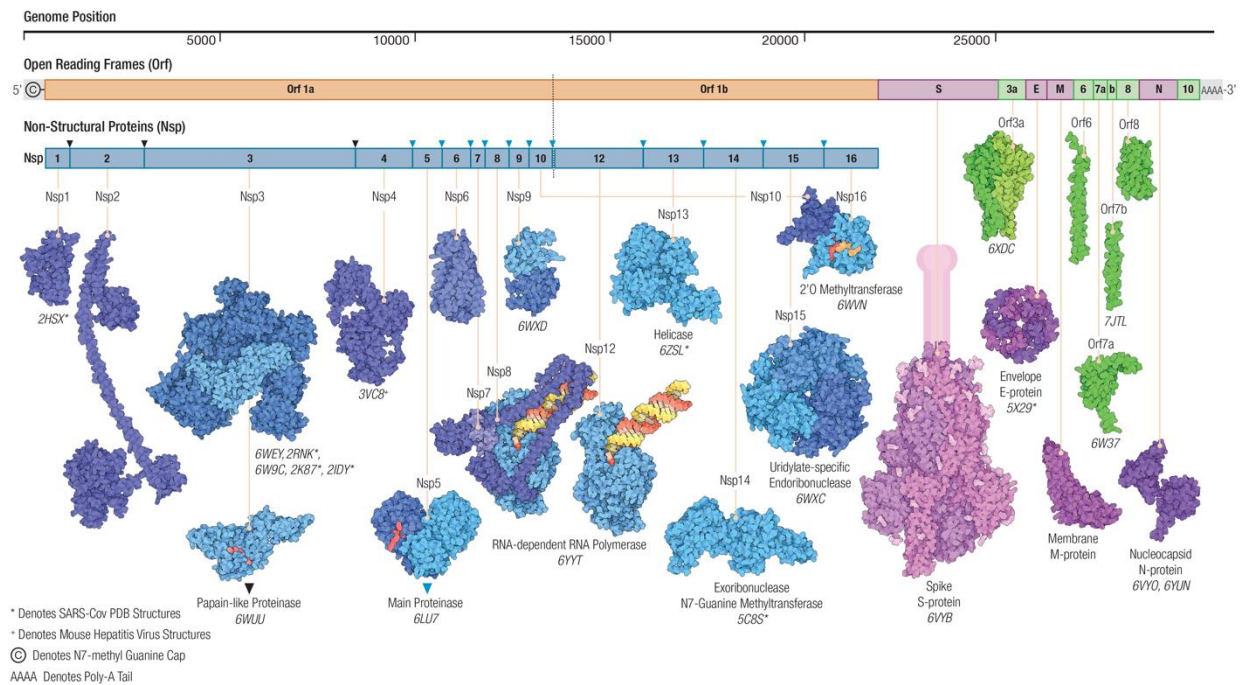 Genome Position
5000 10000 15000 20000 25000
Open Reading Frames (Orf)
5' C Orf 1a Orf 1b S 3a E M 6 7a b 8 N 10 AAAA-3'
Non-Structural Proteins (Nsp)
Nsp 1 2 3 4 5 6 7 8 9 10 12 13 14 15 16
Orf3a Orf6 Orf8
Nsp1 Nsp2 Nsp3 Nsp4 Nsp6 Nsp9 Nsp10 Nsp16
Nsp13
Orf7b
6XDC
2HSX*
6WXD
2'O Methyltransferase
6WVN
Helicase
6ZSL*
Nsp15
7JTL
Nsp12
Nsp8
Nsp7
3VC8+
Orf7a
Envelope
E-protein
5X29*
6WEY, 2RNK*,
6W9C, 2K87*, 2IDY*
6W37
Uridylate-specific
Endoribonuclease
6WXC
Nsp5
Nsp14
RNA-dependent RNA Polymerase
6YYT
Membrane
M-protein
Nucleocapsid
N-protein
6VYO, 6YUN
Papain-like Proteinase
6WUU
Main Proteinase
6LU7
Exoribonuclease
N7-Guanine Methyltransferase
5C8S*
Spike
S-protein
6VYB
* Denotes SARS-Cov PDB Structures
+ Denotes Mouse Hepatitis Virus Structures
C Denotes N7-methyl Guanine Cap
AAAA Denotes Poly-A Tail